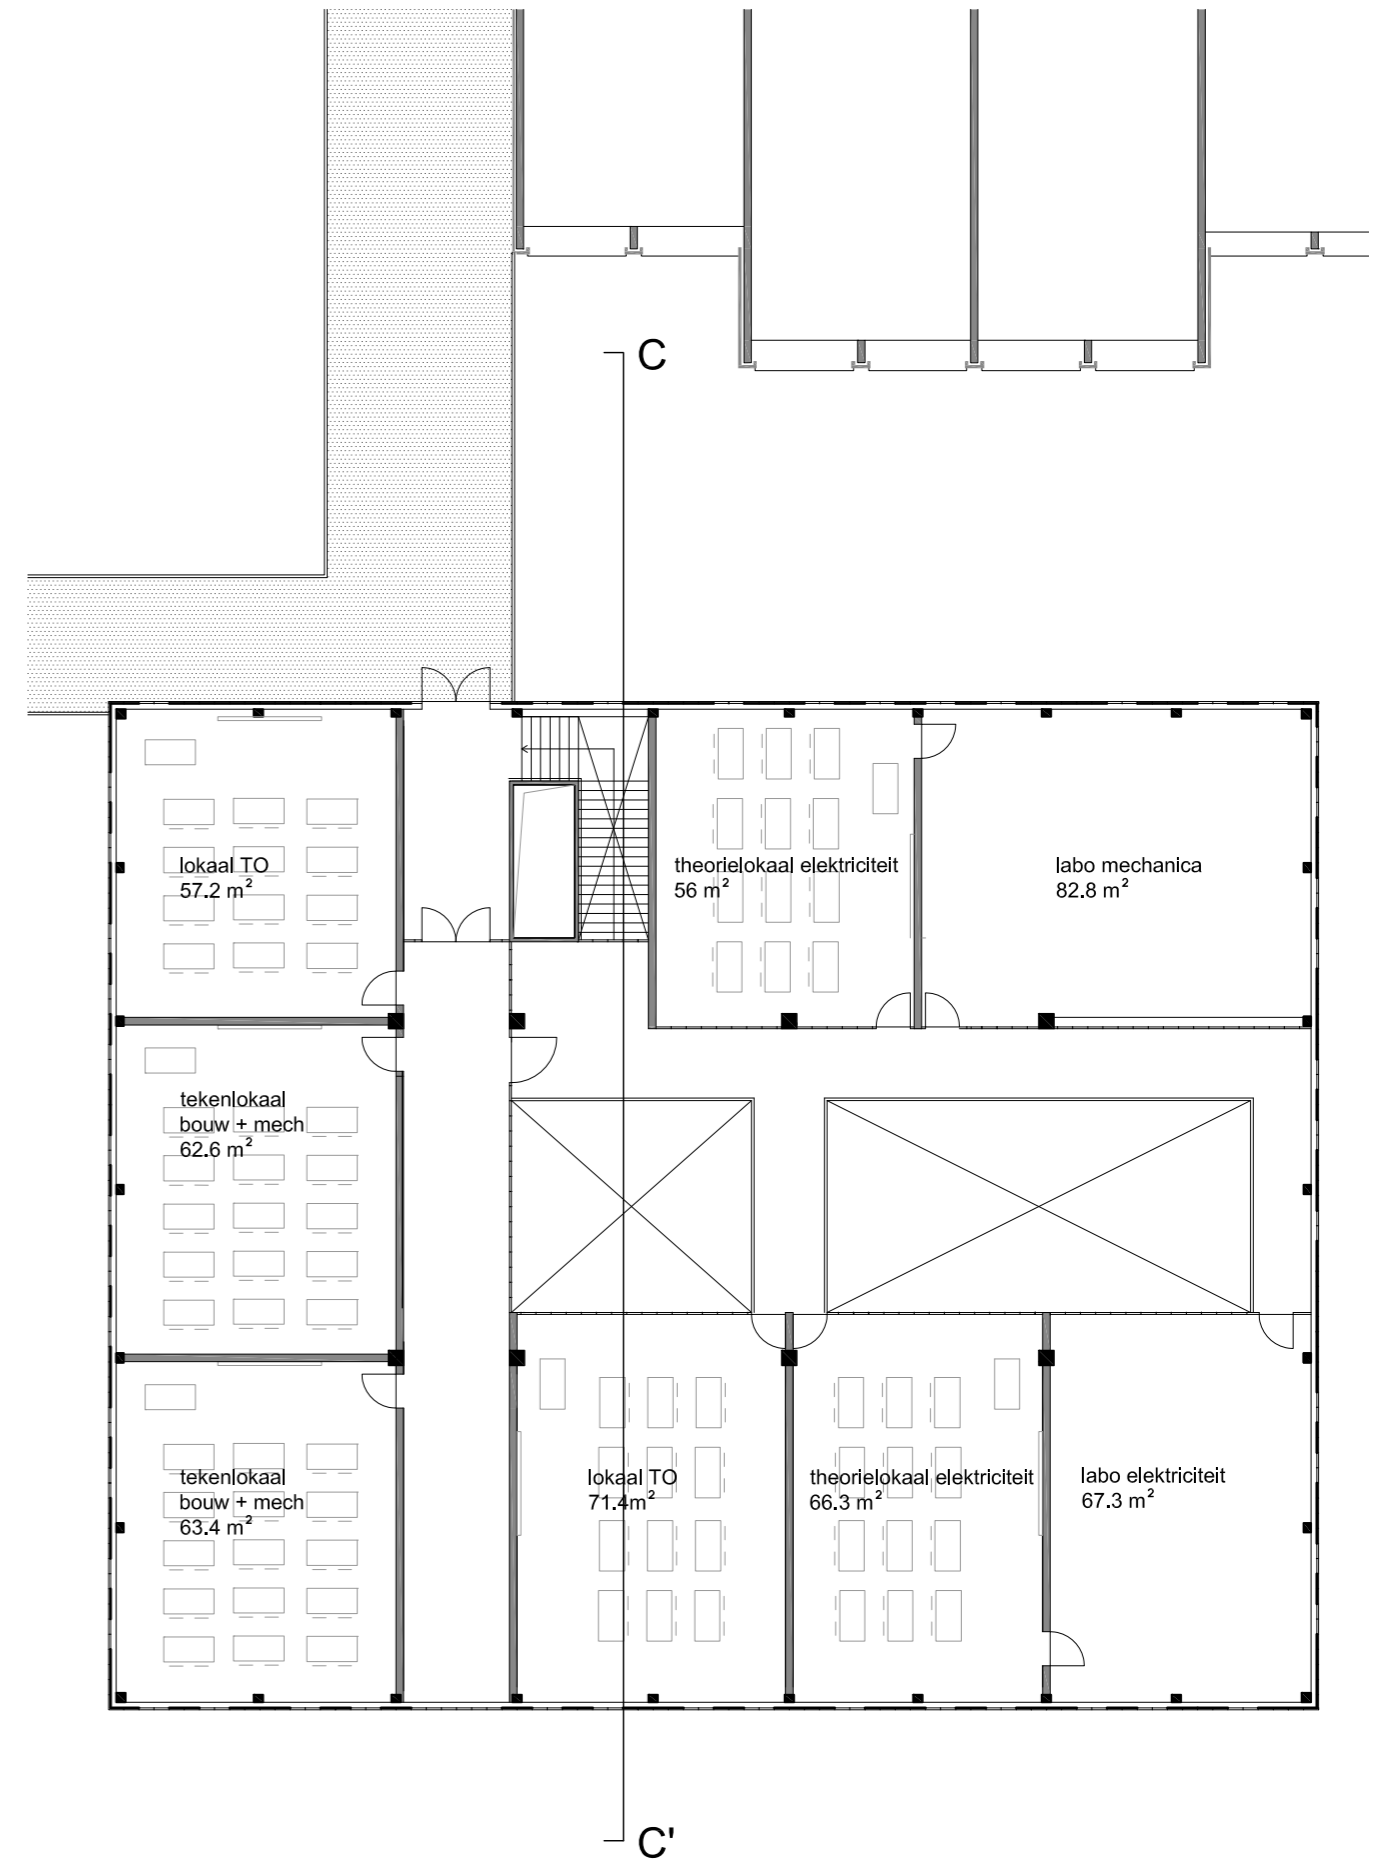 C
lokaal TO
57.2 m²
theorielokaal elektriciteit
56 m²
labo mechanica
82.8 m²
tekenlokaal
bouw + mech
62.6 m²
tekenlokaal
bouw + mech
63.4 m²
lokaal TO
71.4m²
theorielokaal elektriciteit
66.3 m²
labo elektriciteit
67.3 m²
C'